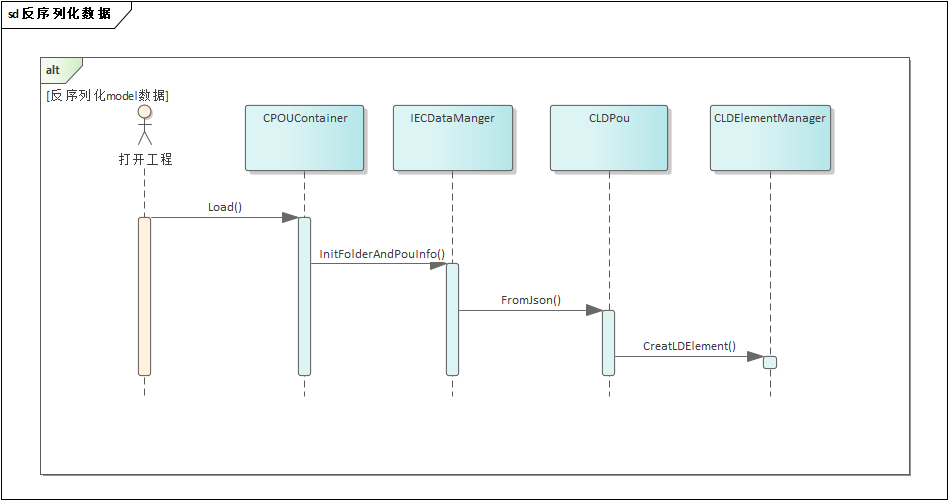 sd 反序列化数据
alt
[反序列化model数据]
CPOUContainer
IECDataManger
CLDPou
CLDElementManager
打开工程
Load()
InitFolderAndPouInfo()
FromJson()
CreatLDElement()